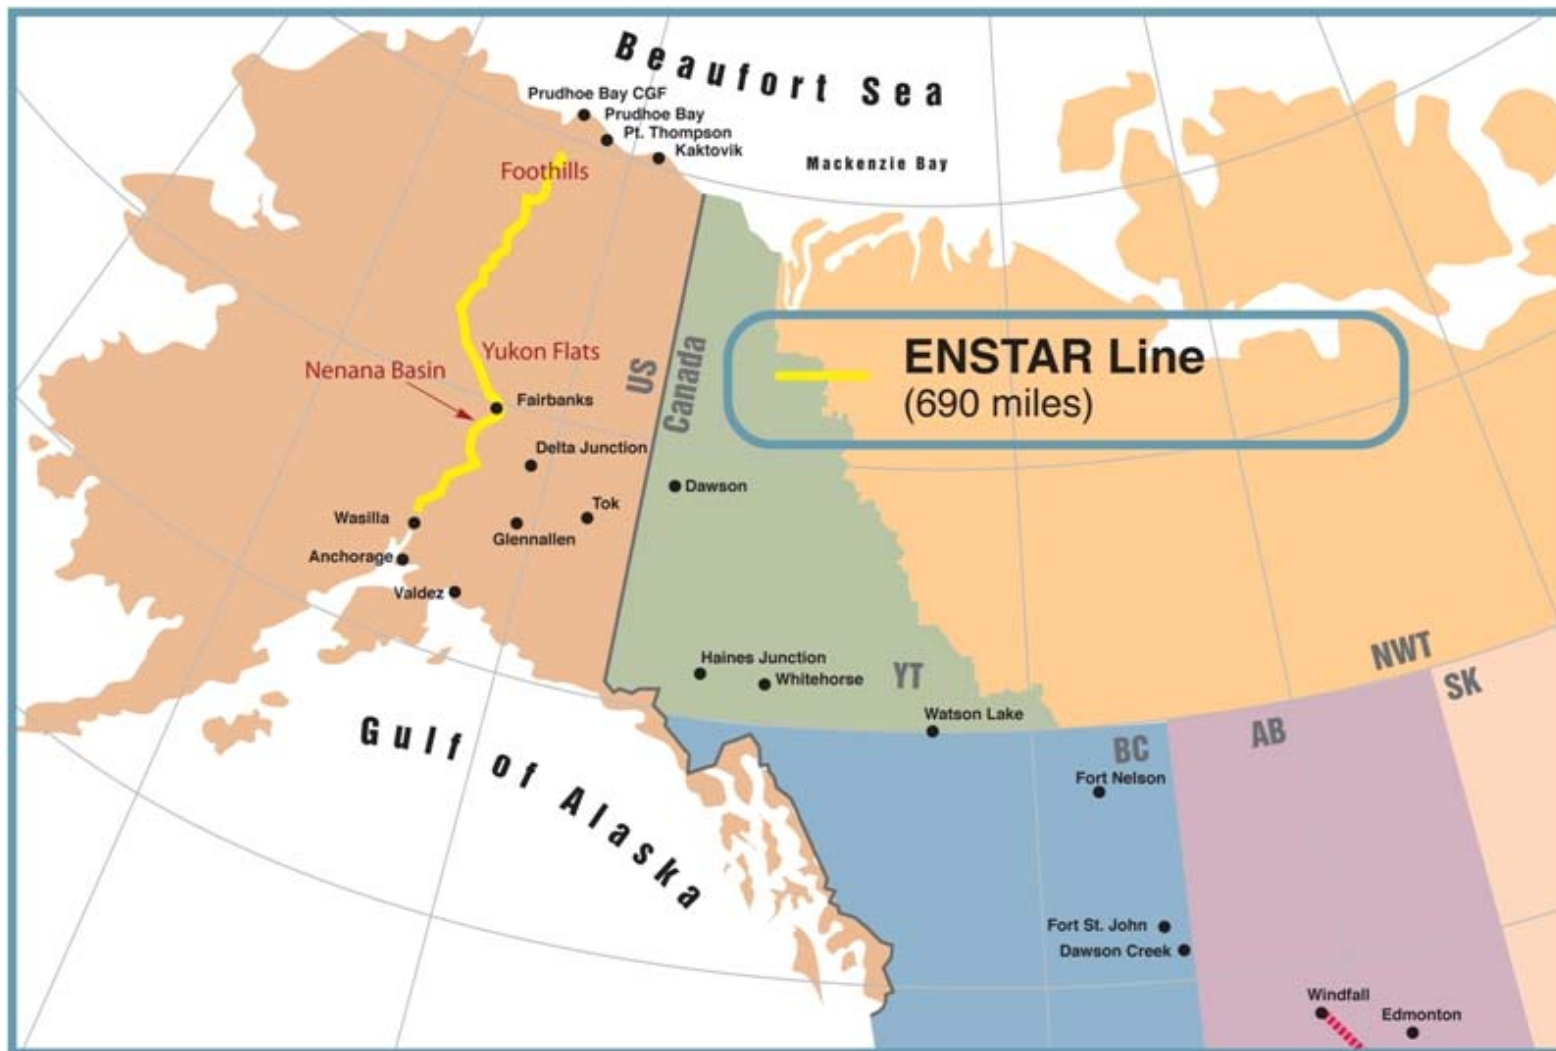 Beaufort Sea
Prudhoe Bay CGF
Prudhoe Bay
Pt. Thompson
Kaktovik
Mackenzie Bay
Foothills
US
Canada
ENSTAR Line
(690 miles)
Yukon Flats
Nenana Basin
Fairbanks
Delta Junction
Dawson
Tok
Wasilla
Glennallen
Anchorage
Valdez
Haines Junction
Whitehorse
YT
NWT
SK
Watson Lake
BC
AB
Gulf of Alaska
Fort Nelson
Fort St. John
Dawson Creek
Windfall
Edmonton